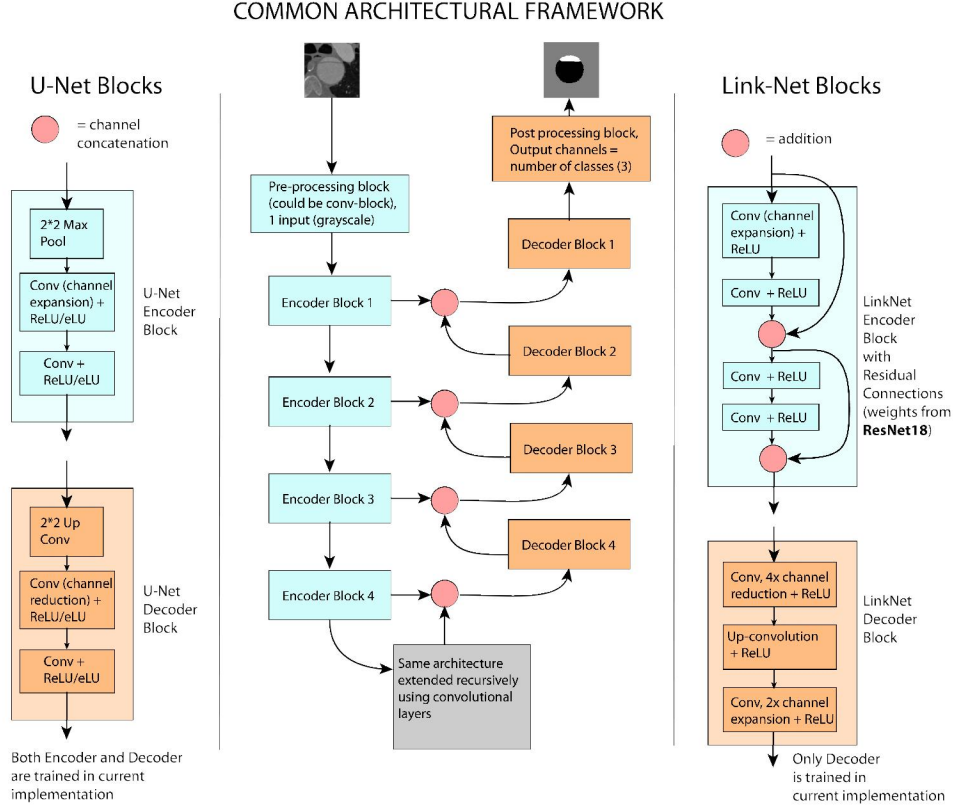 COMMON ARCHITECTURAL FRAMEWORK
U-Net Blocks
= channel
concatenation
2*2 Max
Pool
Conv (channel
expansion) +
ReLU/eLU
Conv +
ReLU/eLU
U-Net
Encoder
Block
2*2 Up
Conv
Conv (channel
reduction) +
ReLU/eLU
Conv +
ReLU/eLU
U-Net
Decoder
Block
Both Encoder and Decoder
are trained in current
implementation
Pre-processing block
(could be conv-block),
1 input (grayscale)
Encoder Block 1
Encoder Block 2
Encoder Block 3
Encoder Block 4
Same architecture
extended recursively
using convolutional
layers
Post processing block,
Output channels =
number of classes (3)
Decoder Block 1
Decoder Block 2
Decoder Block 3
Decoder Block 4
Link-Net Blocks
= addition
Conv (channel
expansion) +
ReLU
Conv + ReLU
Conv + ReLU
Conv + ReLU
LinkNet
Encoder
Block
with
Residual
Connections
(weights from
ResNet18)
Conv, 4x channel
reduction + ReLU
Up-convolution
+ ReLU
Conv, 2x channel
expansion + ReLU
LinkNet
Decoder
Block
Only Decoder
is trained in
current implementation